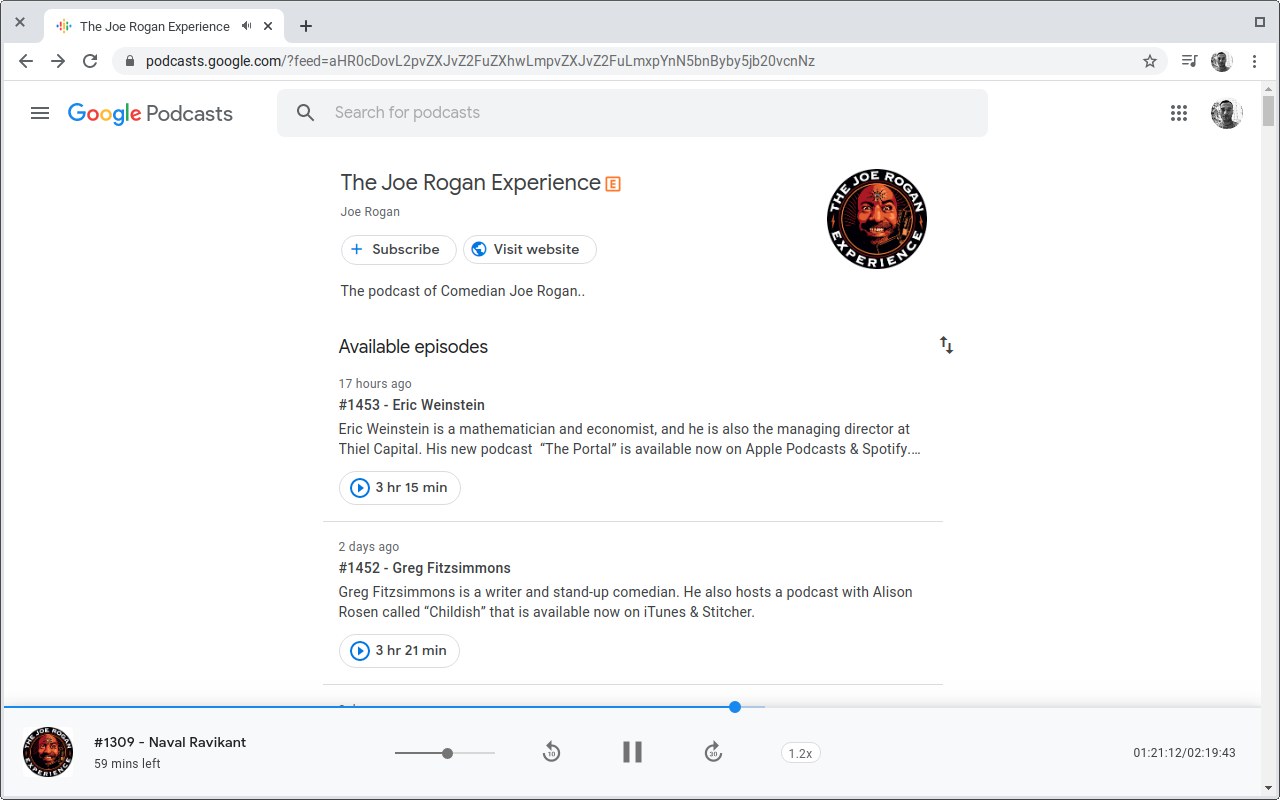 The Joe Rogan Experience
podcasts.google.com/?feed=aHR0cDovL2pvZXJvZ2FuZXhwLmpvZXJvZ2FuLmxpYnN5bnByby5jb20vcnNz
Google Podcasts
Search for podcasts
The Joe Rogan Experience E
THE JOE ROGAN EXPERIENCE
Joe Rogan
+ Subscribe
Visit website
The podcast of Comedian Joe Rogan..
Available episodes
17 hours ago
#1453 - Eric Weinstein
Eric Weinstein is a mathematician and economist, and he is also the managing director at
Thiel Capital. His new podcast “The Portal” is available now on Apple Podcasts & Spotify.…
3 hr 15 min
2 days ago
#1452 - Greg Fitzsimmons
Greg Fitzsimmons is a writer and stand-up comedian. He also hosts a podcast with Alison
Rosen called “Childish” that is available now on iTunes & Stitcher.
3 hr 21 min
THE JOE ROGAN EXPERIENCE
#1309 - Naval Ravikant
59 mins left
10
30
1.2x
01:21:12/02:19:43